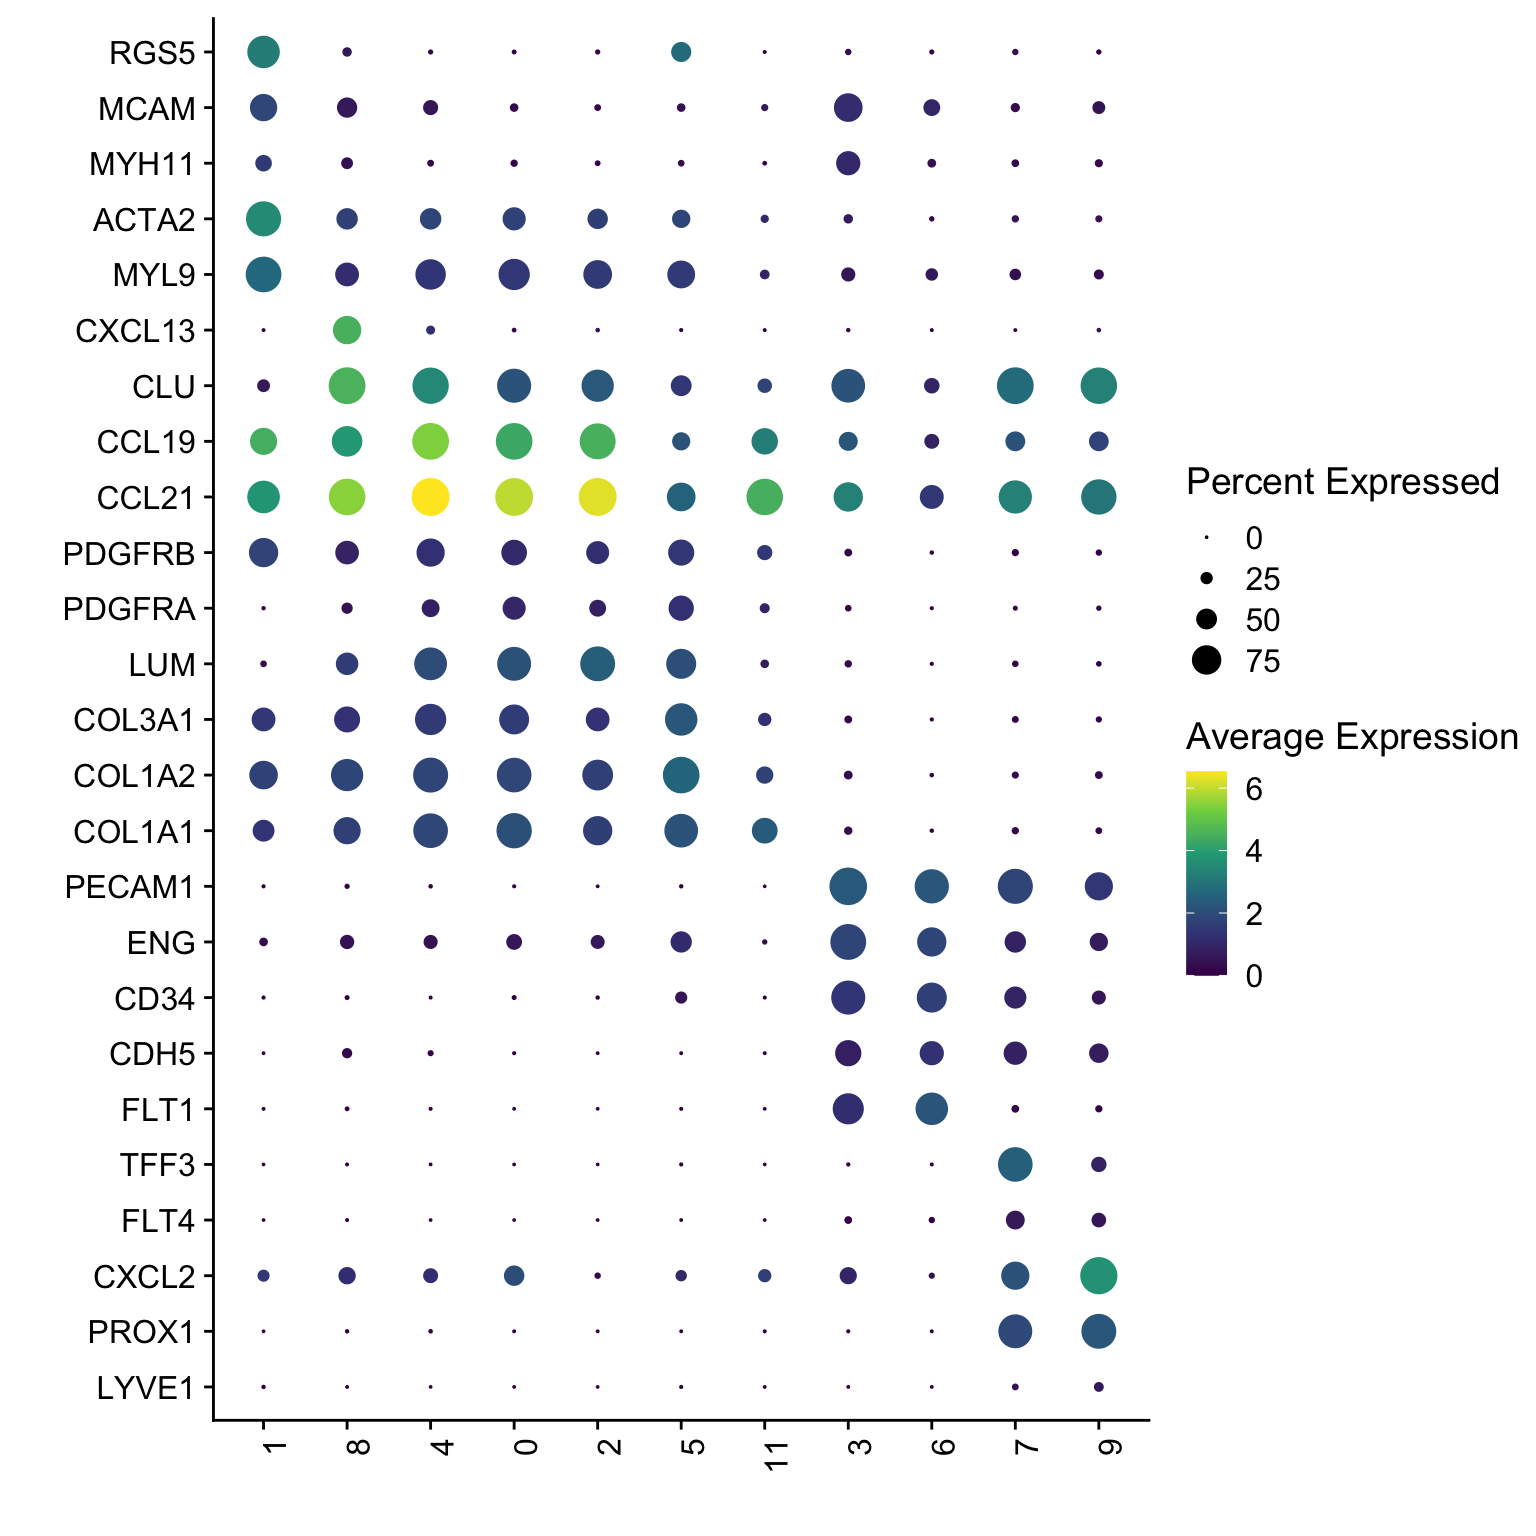 RGS5
MCAM
MYH11
ACTA2
MYL9
CXCL13
CLU
CCL19
CCL21
PDGFRB
PDGFRA
LUM
COL3A1
COL1A2
COL1A1
PECAM1
ENG
CD34
CDH5
FLT1
TFF3
FLT4
CXCL2
PROX1
LYVE1
1 8 4 0 2 5 11 3 6 7 9
Percent Expressed
0
25
50
75
Average Expression
6
4
2
0